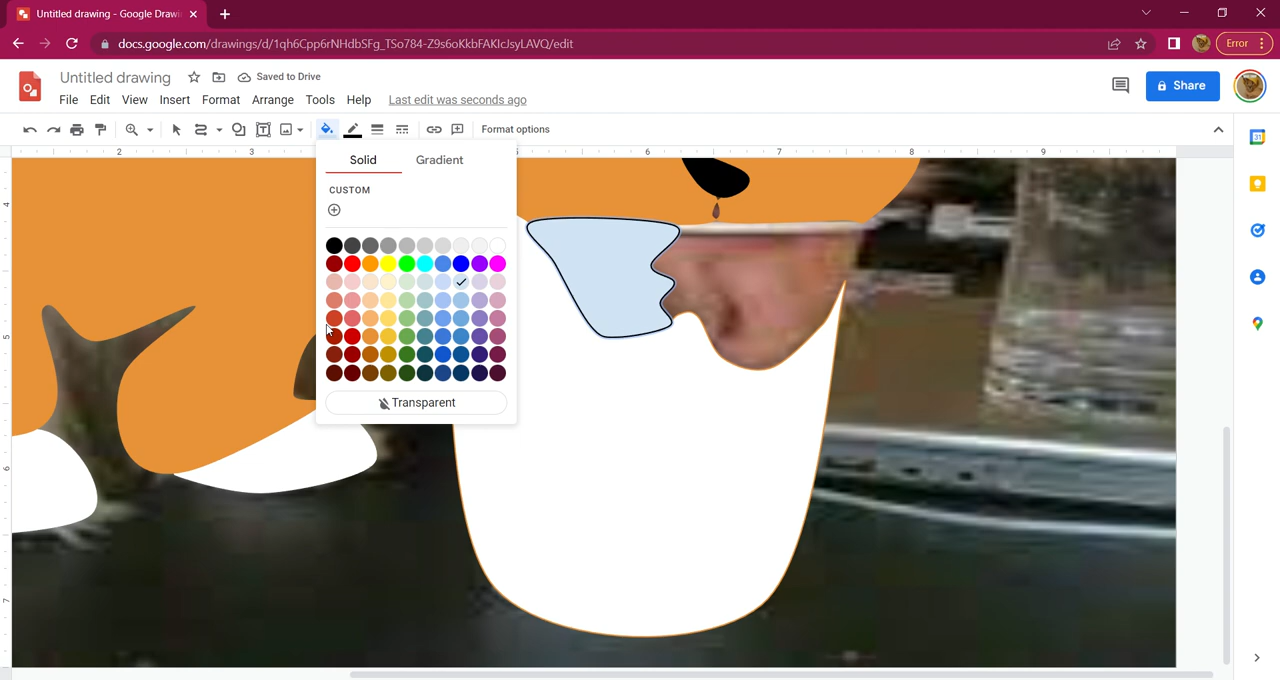 Untitled drawing - Google Drawi
docs.google.com/drawings/d/1qh6Cpp6rNHdbSFg_TSo784-Z9s6oKkbFAKIcJsyLAVQ/edit
Error
Untitled drawing
Saved to Drive
Share
File Edit View Insert Format Arrange Tools Help Last edit was seconds ago
Format options
2 3 5 6 7 8 9
Solid Gradient
CUSTOM
Transparent
4
5
6
7
31